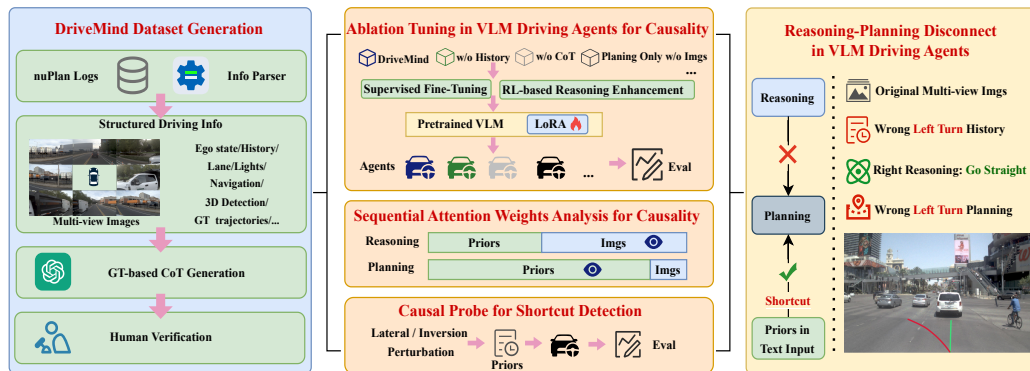 DriveMind Dataset Generation
nuPlan Logs
Info Parser
Structured Driving Info
Ego state/History/
Lane/Lights/
Navigation/
3D Detection/
GT trajectories/...
Multi-view Images
GT-based CoT Generation
Human Verification
Ablation Tuning in VLM Driving Agents for Causality
DriveMind
w/o History
w/o CoT
Planing Only w/o Imgs
...
Supervised Fine-Tuning
RL-based Reasoning Enhancement
Pretrained VLM
LoRA
Agents
...
Eval
Sequential Attention Weights Analysis for Causality
Reasoning
Priors
Imgs
Planning
Priors
Imgs
Causal Probe for Shortcut Detection
Lateral / Inversion
Perturbation
Priors
Eval
Reasoning-Planning Disconnect
in VLM Driving Agents
Reasoning
Planning
Shortcut
Priors in
Text Input
Original Multi-view Imgs
Wrong Left Turn History
Right Reasoning: Go Straight
Wrong Left Turn Planning